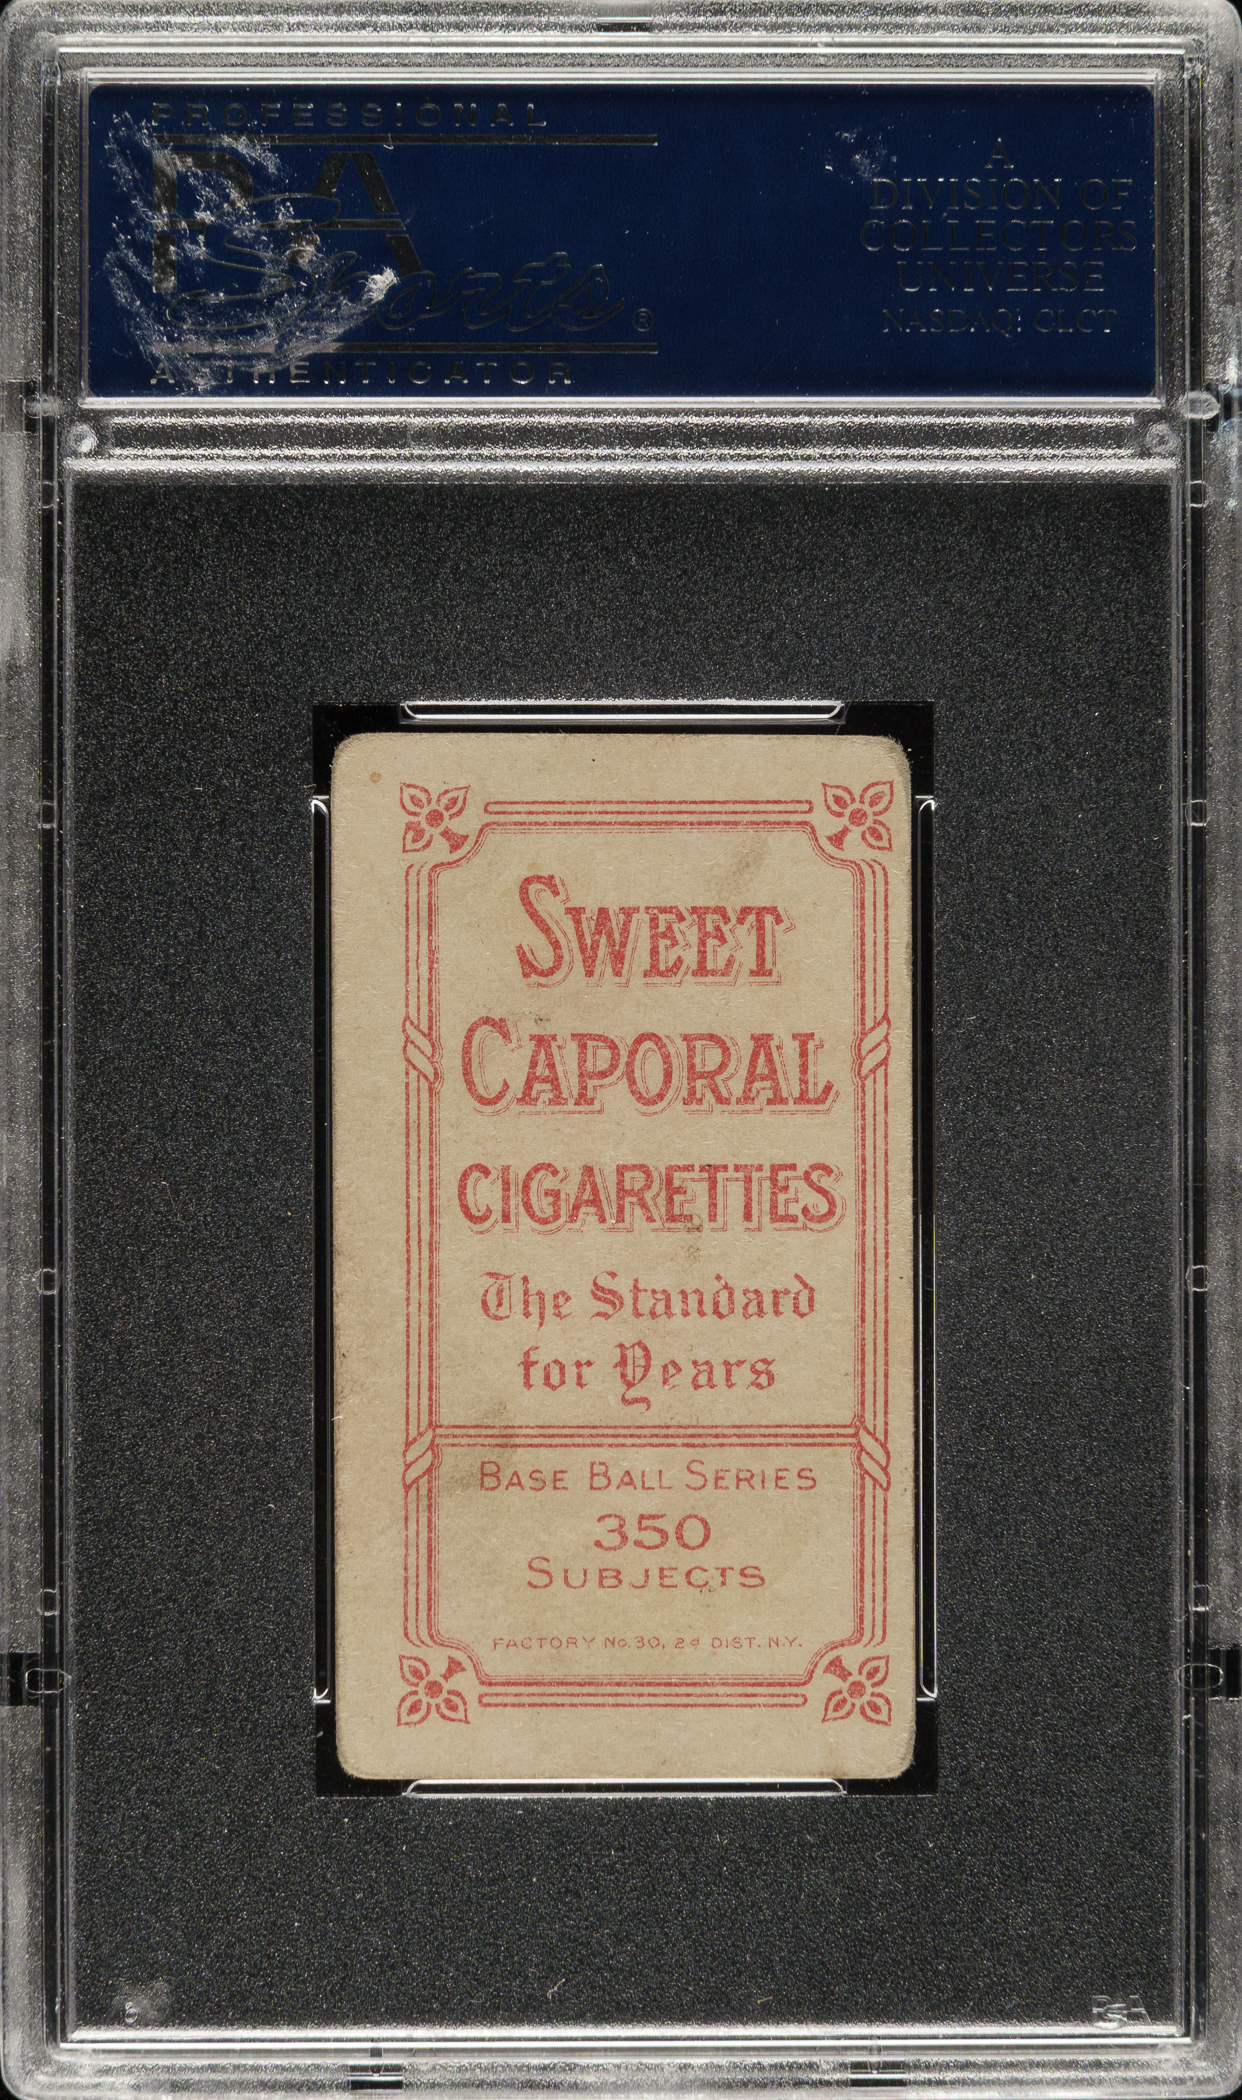 PROFESSIONAL
PSA
Sports®
AUTHENTICATOR
A
DIVISION OF
COLLECTORS
UNIVERSE
NASDAQ: CLCT
SWEET
CAPORAL
CIGARETTES
The Standard
for Years
BASE BALL SERIES
350
SUBJECTS
FACTORY No. 30, 2d DIST. N.Y.
PSA